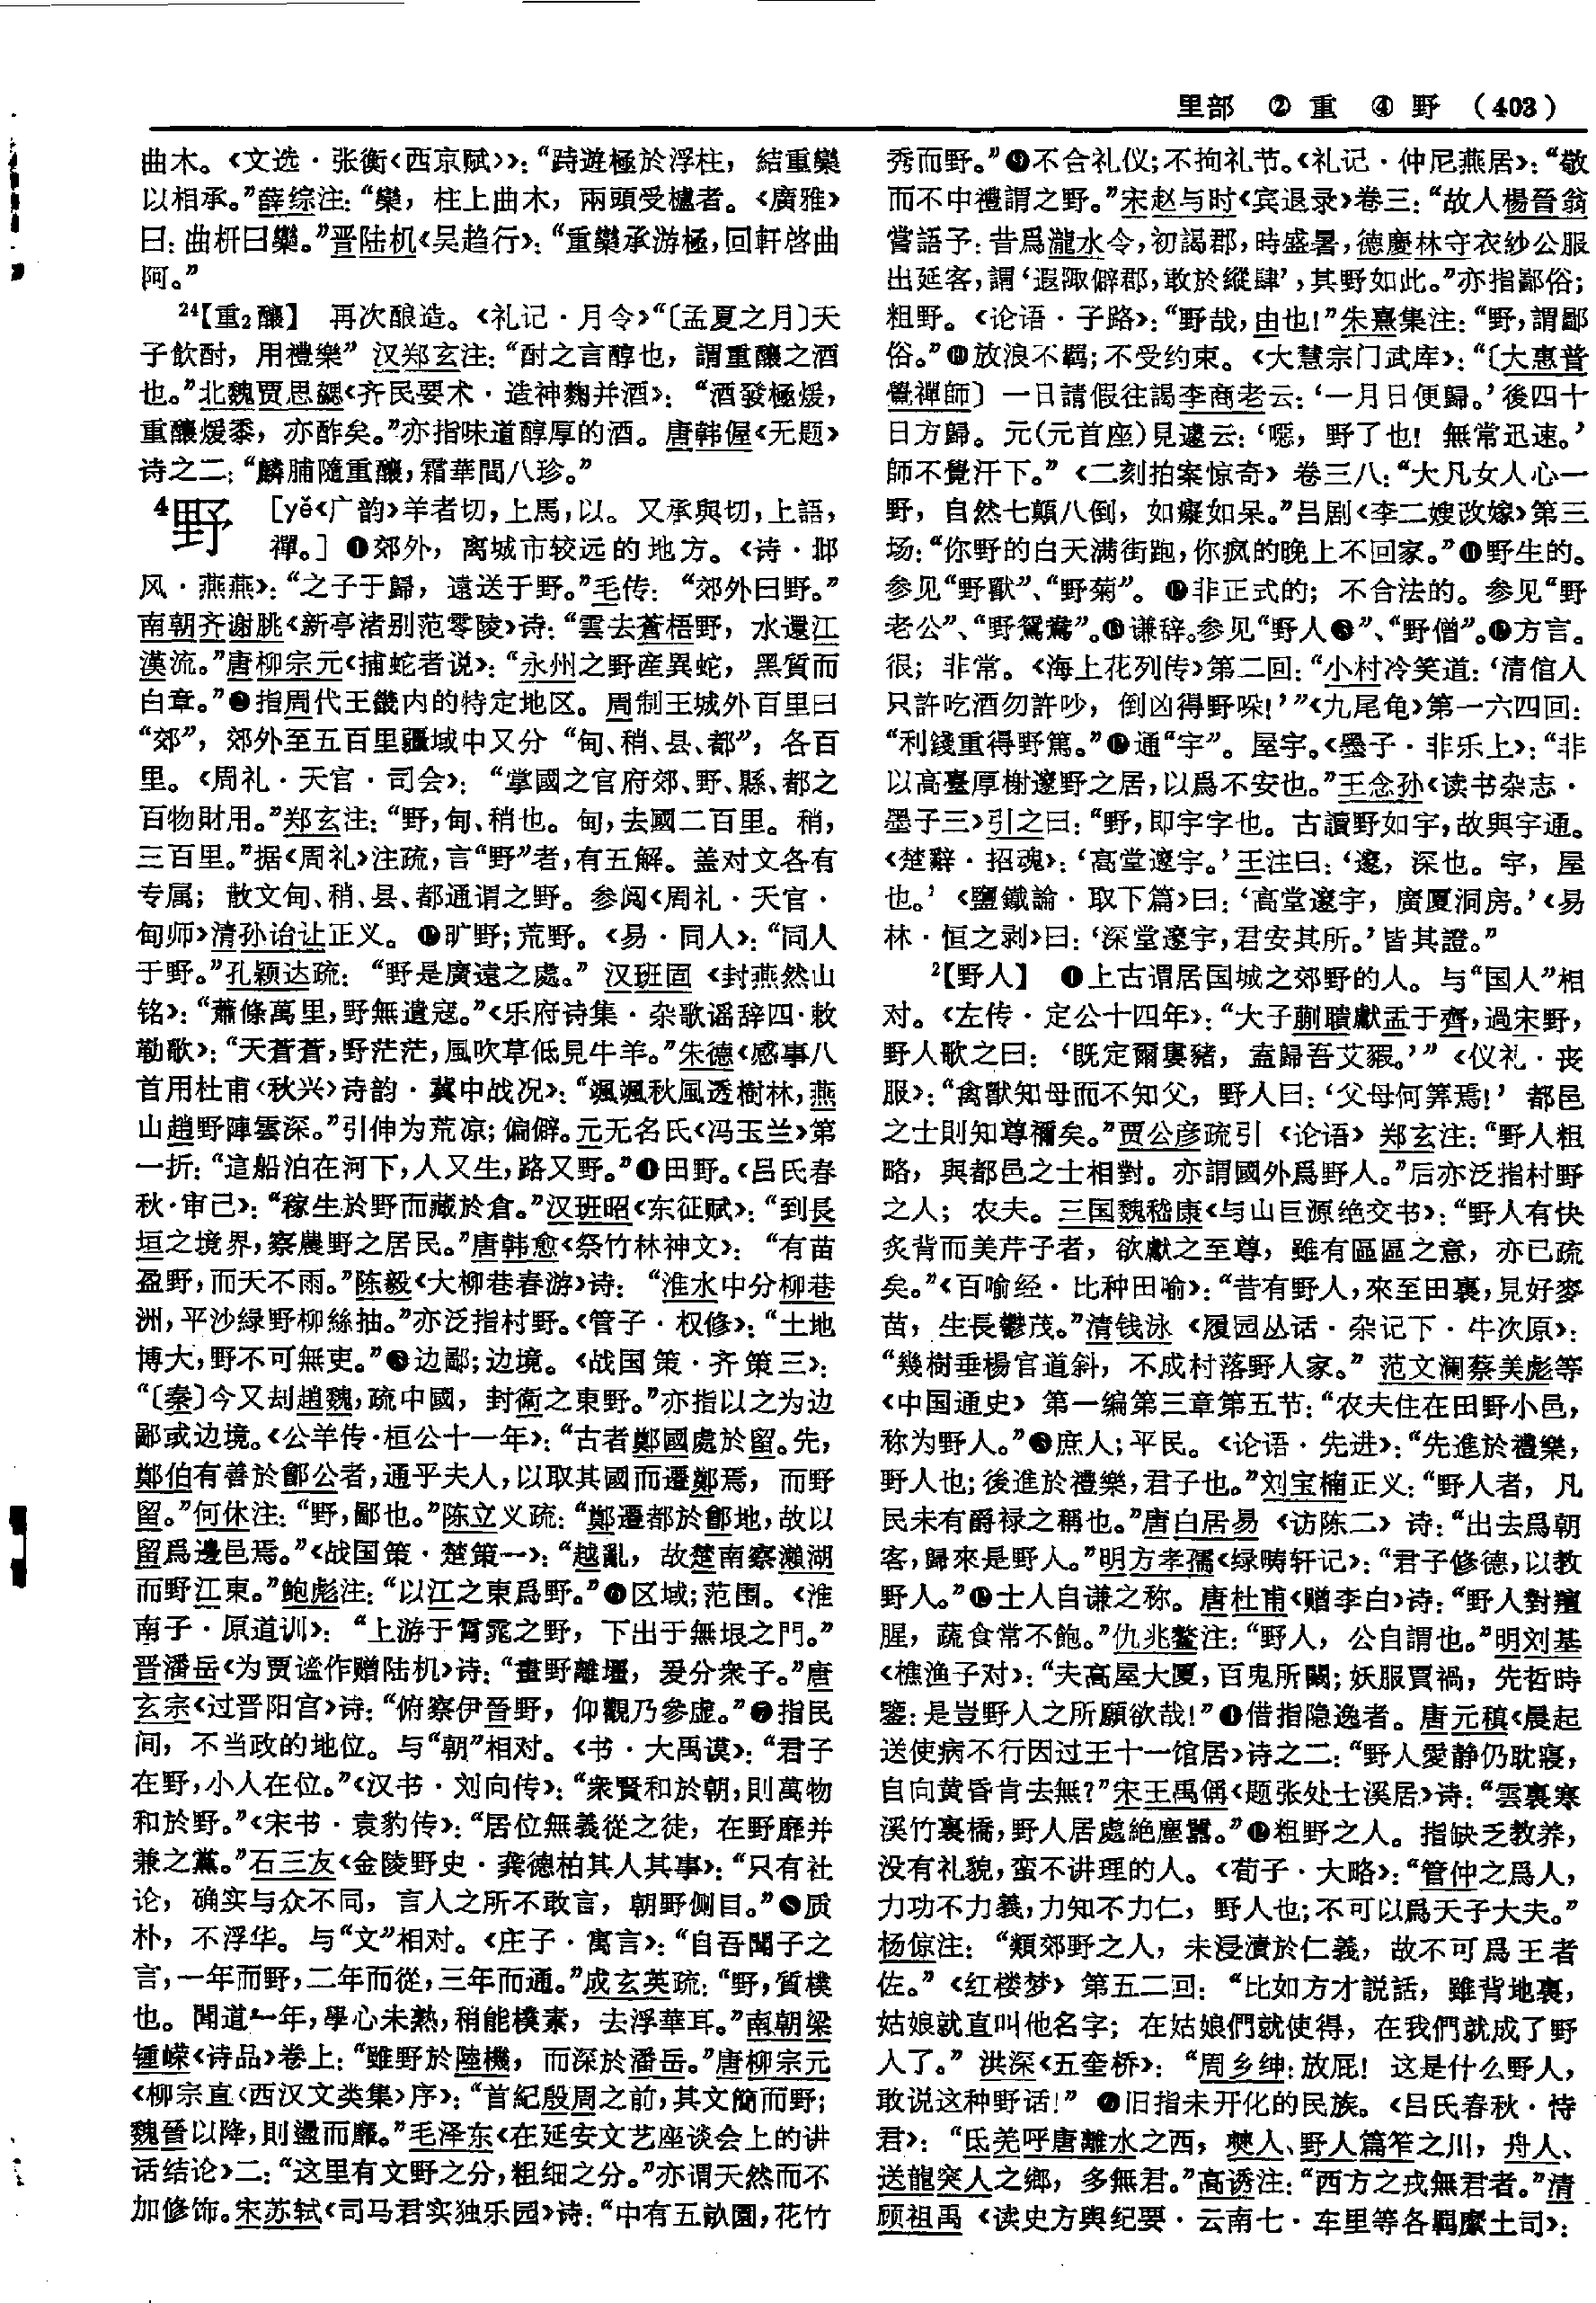 里部　②重　④野　(403)
曲木。《文选·张衡〈西京赋〉》：“跱遊極於浮柱，結重欒
以相承。”薛综注：“欒，柱上曲木，兩頭受櫨者。《廣雅》
曰：曲枅曰欒。”晋陆机《吴趋行》：“重欒承游極，回軒啓曲
阿。”
24【重₂釀】　再次酿造。《礼记·月令》“〔孟夏之月〕天
子飲酎，用禮樂”汉郑玄注：“酎之言醇也，謂重釀之酒
也。”北魏贾思勰《齐民要术·造神麴并酒》：“酒發極煖，
重釀煖黍，亦酢矣。”亦指味道醇厚的酒。唐韩偓《无题》
诗之二：“麟脯隨重釀，霜華間八珍。”
4野　[yě《广韵》羊者切，上馬，以。又承與切，上語，
禪。]❶郊外，离城市较远的地方。《诗·邶
风·燕燕》：“之子于歸，遠送于野。”毛传：“郊外曰野。”
南朝齐谢朓《新亭渚别范零陵》诗：“雲去蒼梧野，水還江
漢流。”唐柳宗元《捕蛇者说》：“永州之野産異蛇，黑質而
白章。”❷指周代王畿内的特定地区。周制王城外百里曰
“郊”，郊外至五百里疆域中又分“甸、稍、县、都”，各百
里。《周礼·天官·司会》：“掌國之官府郊、野、縣、都之
百物財用。”郑玄注：“野，甸、稍也。甸，去國二百里。稍，
三百里。”据《周礼》注疏，言“野”者，有五解。盖对文各有
专属；散文甸、稍、县、都通谓之野。参阅《周礼·天官·
甸师》清孙诒让正义。❸旷野；荒野。《易·同人》：“同人
于野。”孔颖达疏：“野是廣遠之處。”汉班固《封燕然山
铭》：“蕭條萬里，野無遺寇。”《乐府诗集·杂歌谣辞四·敕
勒歌》：“天蒼蒼，野茫茫，風吹草低見牛羊。”朱德《感事八
首用杜甫〈秋兴〉诗韵·冀中战况》：“颯颯秋風透樹林，燕
山趙野陣雲深。”引伸为荒凉；偏僻。元无名氏《冯玉兰》第
一折：“這船泊在河下，人又生，路又野。”❹田野。《吕氏春
秋·审己》：“稼生於野而藏於倉。”汉班昭《东征赋》：“到長
垣之境界，察農野之居民。”唐韩愈《祭竹林神文》：“有苗
盈野，而天不雨。”陈毅《大柳巷春游》诗：“淮水中分柳巷
洲，平沙緑野柳絲抽。”亦泛指村野。《管子·权修》：“土地
博大，野不可無吏。”❺边鄙；边境。《战国策·齐策三》：
“〔秦〕今又刦趙魏，疏中國，封衛之東野。”亦指以之为边
鄙或边境。《公羊传·桓公十一年》：“古者鄭國處於留。先，
鄭伯有善於鄶公者，通乎夫人，以取其國而遷鄭焉，而野
留。”何休注：“野，鄙也。”陈立义疏：“鄭遷都於鄶地，故以
留爲邊邑焉。”《战国策·楚策一》：“越亂，故楚南察瀨湖
而野江東。”鲍彪注：“以江之東爲野。”❻区域；范围。《淮
南子·原道训》：“上游于霄雿之野，下出于無垠之門。”
晋潘岳《为贾谧作赠陆机》诗：“畫野離壃，爰分衆子。”唐
玄宗《过晋阳宫》诗：“俯察伊晉野，仰觀乃參虚。”❼指民
间，不当政的地位。与“朝”相对。《书·大禹谟》：“君子
在野，小人在位。”《汉书·刘向传》：“衆賢和於朝，則萬物
和於野。”《宋书·袁豹传》：“居位無義從之徒，在野靡并
兼之黨。”石三友《金陵野史·龚德柏其人其事》：“只有社
论，确实与众不同，言人之所不敢言，朝野侧目。”❽质
朴，不浮华。与“文”相对。《庄子·寓言》：“自吾聞子之
言，一年而野，二年而從，三年而通。”成玄英疏：“野，質樸
也。聞道一年，學心未熟，稍能樸素，去浮華耳。”南朝梁
锺嵘《诗品》卷上：“雖野於陸機，而深於潘岳。”唐柳宗元
《柳宗直〈西汉文类集〉序》：“首紀殷周之前，其文簡而野；
魏晉以降，則盪而靡。”毛泽东《在延安文艺座谈会上的讲
话结论》二：“这里有文野之分，粗细之分。”亦谓天然而不
加修饰。宋苏轼《司马君实独乐园》诗：“中有五畝園，花竹
秀而野。”❾不合礼仪；不拘礼节。《礼记·仲尼燕居》：“敬
而不中禮謂之野。”宋赵与时《宾退录》卷三：“故人楊晉翁
嘗語予：昔爲瀧水令，初謁郡，時盛暑，德慶林守衣紗公服
出延客，謂‘遐陬僻郡，敢於縱肆’，其野如此。”亦指鄙俗；
粗野。《论语·子路》：“野哉，由也！”朱熹集注：“野，謂鄙
俗。”❿放浪不羁；不受约束。《大慧宗门武库》：“〔大惠普
覺禪師〕一日請假往謁李商老云：‘一月日便歸。’後四十
日方歸。元(元首座)見遽云：‘噁，野了也！無常迅速。’
師不覺汗下。”《二刻拍案惊奇》卷三八：“大凡女人心一
野，自然七顛八倒，如癡如呆。”吕剧《李二嫂改嫁》第三
场：“你野的白天满街跑，你疯的晚上不回家。”⓫野生的。
参见“野獸”、“野菊”。⓬非正式的；不合法的。参见“野
老公”、“野鴛鴦”。⓭谦辞。参见“野人❸”、“野僧”。⓮方言。
很；非常。《海上花列传》第二回：“小村冷笑道：‘清倌人
只許吃酒勿許吵，倒凶得野哚！’”《九尾龟》第一六四回：
“利錢重得野篤。”⓯通“宇”。屋宇。《墨子·非乐上》：“非
以高臺厚榭邃野之居，以爲不安也。”王念孙《读书杂志·
墨子三》引之曰：“野，即宇字也。古讀野如宇，故與宇通。
《楚辭·招魂》：‘高堂邃宇。’王注曰：‘邃，深也。宇，屋
也。’《鹽鐵論·取下篇》曰：‘高堂邃宇，廣厦洞房。’《易
林·恒之剥》曰：‘深堂邃宇，君安其所。’皆其證。”
2【野人】　❶上古谓居国城之郊野的人。与“国人”相
对。《左传·定公十四年》：“大子蒯聵獻盂于齊，過宋野，
野人歌之曰：‘既定爾婁豬，盍歸吾艾豭。’”《仪礼·丧
服》：“禽獸知母而不知父，野人曰：‘父母何筭焉！’都邑
之士則知尊禰矣。”贾公彦疏引《论语》郑玄注：“野人粗
略，與都邑之士相對。亦謂國外爲野人。”后亦泛指村野
之人；农夫。三国魏嵇康《与山巨源绝交书》：“野人有快
炙背而美芹子者，欲獻之至尊，雖有區區之意，亦已疏
矣。”《百喻经·比种田喻》：“昔有野人，來至田裏，見好麥
苗，生長鬱茂。”清钱泳《履园丛话·杂记下·牛次原》：
“幾樹垂楊官道斜，不成村落野人家。”范文澜蔡美彪等
《中国通史》第一编第三章第五节：“农夫住在田野小邑，
称为野人。”❷庶人；平民。《论语·先进》：“先進於禮樂，
野人也；後進於禮樂，君子也。”刘宝楠正义：“野人者，凡
民未有爵禄之稱也。”唐白居易《访陈二》诗：“出去爲朝
客，歸來是野人。”明方孝孺《绿畴轩记》：“君子修德，以教
野人。”❸士人自谦之称。唐杜甫《赠李白》诗：“野人對羶
腥，蔬食常不飽。”仇兆鳌注：“野人，公自謂也。”明刘基
《樵渔子对》：“夫高屋大厦，百鬼所闞；妖服賈禍，先哲時
鑒：是豈野人之所願欲哉！”❹借指隐逸者。唐元稹《晨起
送使病不行因过王十一馆居》诗之二：“野人愛静仍耽寢，
自向黄昏肯去無？”宋王禹偁《题张处士溪居》诗：“雲裏寒
溪竹裏橋，野人居處絶塵囂。”❺粗野之人。指缺乏教养，
没有礼貌，蛮不讲理的人。《荀子·大略》：“管仲之爲人，
力功不力義，力知不力仁，野人也；不可以爲天子大夫。”
杨倞注：“類郊野之人，未浸漬於仁義，故不可爲王者
佐。”《红楼梦》第五二回：“比如方才説話，雖背地裏，
姑娘就直叫他名字；在姑娘們就使得，在我們就成了野
人了。”洪深《五奎桥》：“周乡绅：放屁！这是什么野人，
敢说这种野话！”❻旧指未开化的民族。《吕氏春秋·恃
君》：“氐羌呼唐離水之西，僰人、野人篇笮之川，舟人、
送龍突人之鄉，多無君。”高诱注：“西方之戎無君者。”清
顾祖禹《读史方舆纪要·云南七·车里等各羁縻土司》：